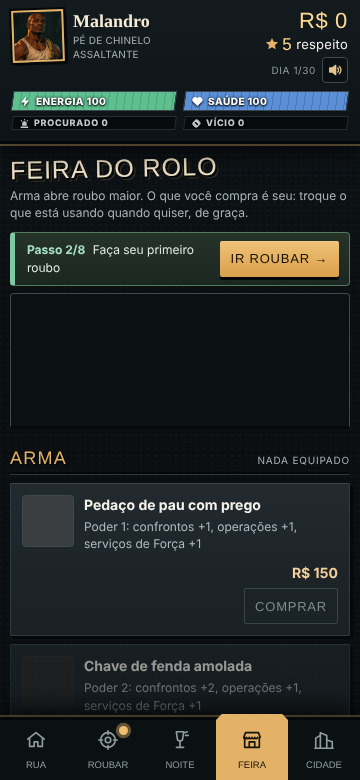 Malandro
R$ 0
PÉ DE CHINELO
ASSALTANTE
5 respeito
DIA 1/30
ENERGIA 100
SAÚDE 100
PROCURADO 0
VÍCIO 0
FEIRA DO ROLO
Arma abre roubo maior. O que você compra é seu: troque o
que está usando quando quiser, de graça.
Passo 2/8 Faça seu primeiro
roubo
IR ROUBAR →
ARMA
NADA EQUIPADO
Pedaço de pau com prego
Poder 1: confrontos +1, operações +1,
serviços de Força +1
R$ 150
COMPRAR
Chave de fenda amolada
Poder 2: confrontos +2, operações +1,
serviços de Força +1
RUA
ROUBAR
NOITE
FEIRA
CIDADE